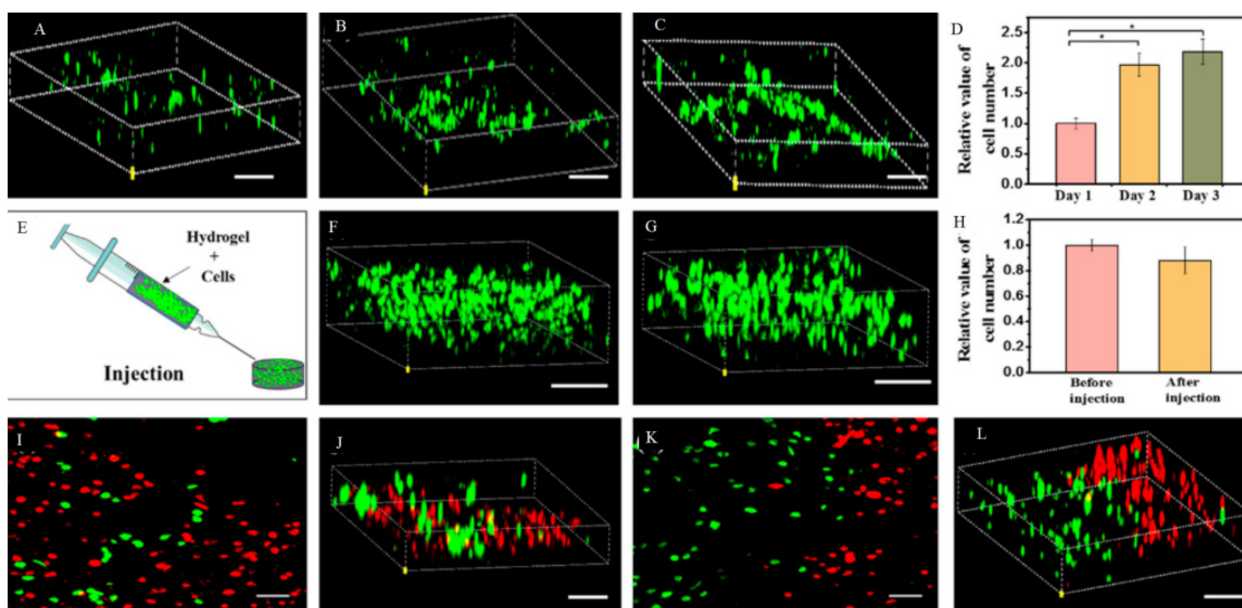 A
B
C
D
Relative value of
cell number
2.5
2.0
1.5
1.0
0.5
0.0
*
*
Day 1 Day 2 Day 3
E
Hydrogel
+
Cells
Injection
F
G
H
Relative value of
cell number
1.2
1.0
0.8
0.6
0.4
0.2
0.0
Before
injection
After
injection
I
J
K
L